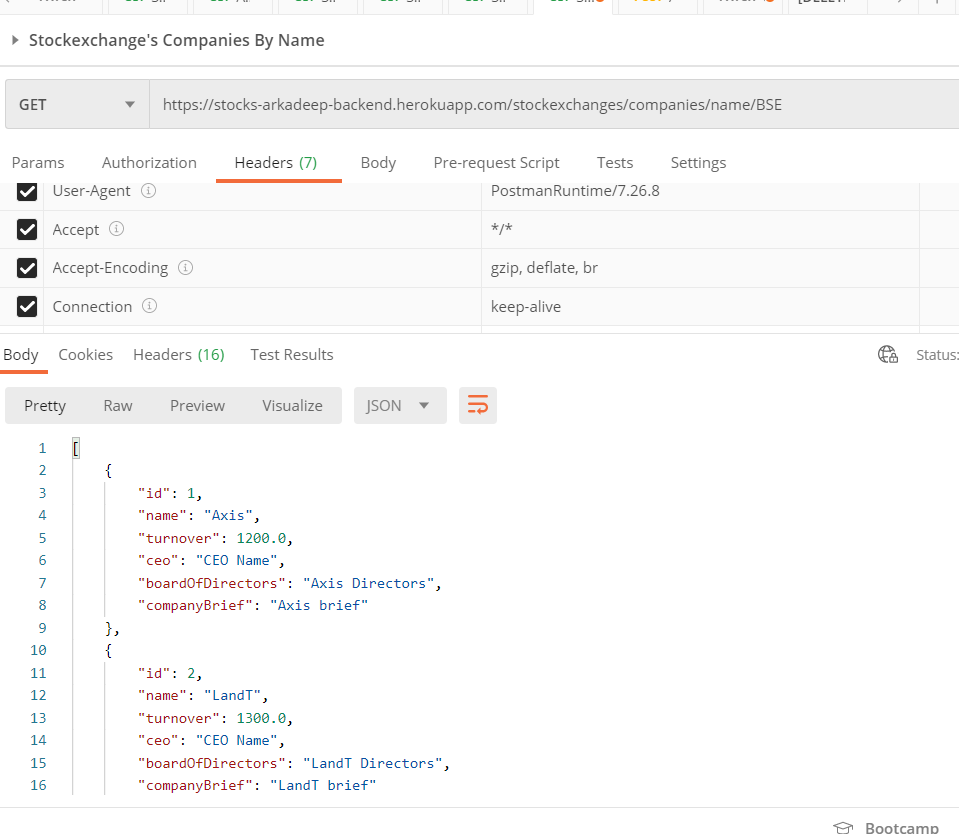 Stockexchange's Companies By Name
GET https://stocks-arkadeep-backend.herokuapp.com/stockexchanges/companies/name/BSE
Params Authorization Headers (7) Body Pre-request Script Tests Settings
User-Agent PostmanRuntime/7.26.8
Accept */*
Accept-Encoding gzip, deflate, br
Connection keep-alive
Body Cookies Headers (16) Test Results Status:
Pretty Raw Preview Visualize JSON
1 [
2 {
3 "id": 1,
4 "name": "Axis",
5 "turnover": 1200.0,
6 "ceo": "CEO Name",
7 "boardOfDirectors": "Axis Directors",
8 "companyBrief": "Axis brief"
9 },
10 {
11 "id": 2,
12 "name": "LandT",
13 "turnover": 1300.0,
14 "ceo": "CEO Name",
15 "boardOfDirectors": "LandT Directors",
16 "companyBrief": "LandT brief"
Bootcamp